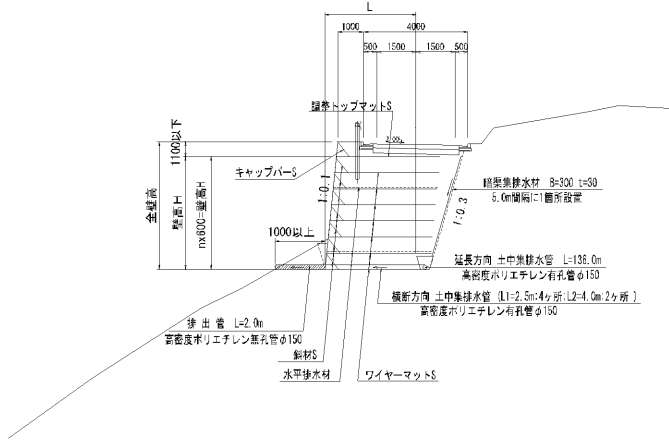 L
1000
4000
500
1500
1500
500
調整トップマットS
2.00%
1100以下
キャップバーS
全壁高
壁高H
nx600=壁高H
1:0.1
1:0.3
暗渠集排水材 B=300 t=30
5.0m間隔に1箇所設置
1000以上
延長方向 土中集排水管 L=136.0m
高密度ポリエチレン有孔管φ150
横断方向 土中集排水管 (L1=2.5m:4ヶ所;L2=4.0m:2ヶ所)
高密度ポリエチレン有孔管φ150
排出管 L=2.0m
高密度ポリエチレン無孔管φ150
斜材S
水平排水材
ワイヤーマットS